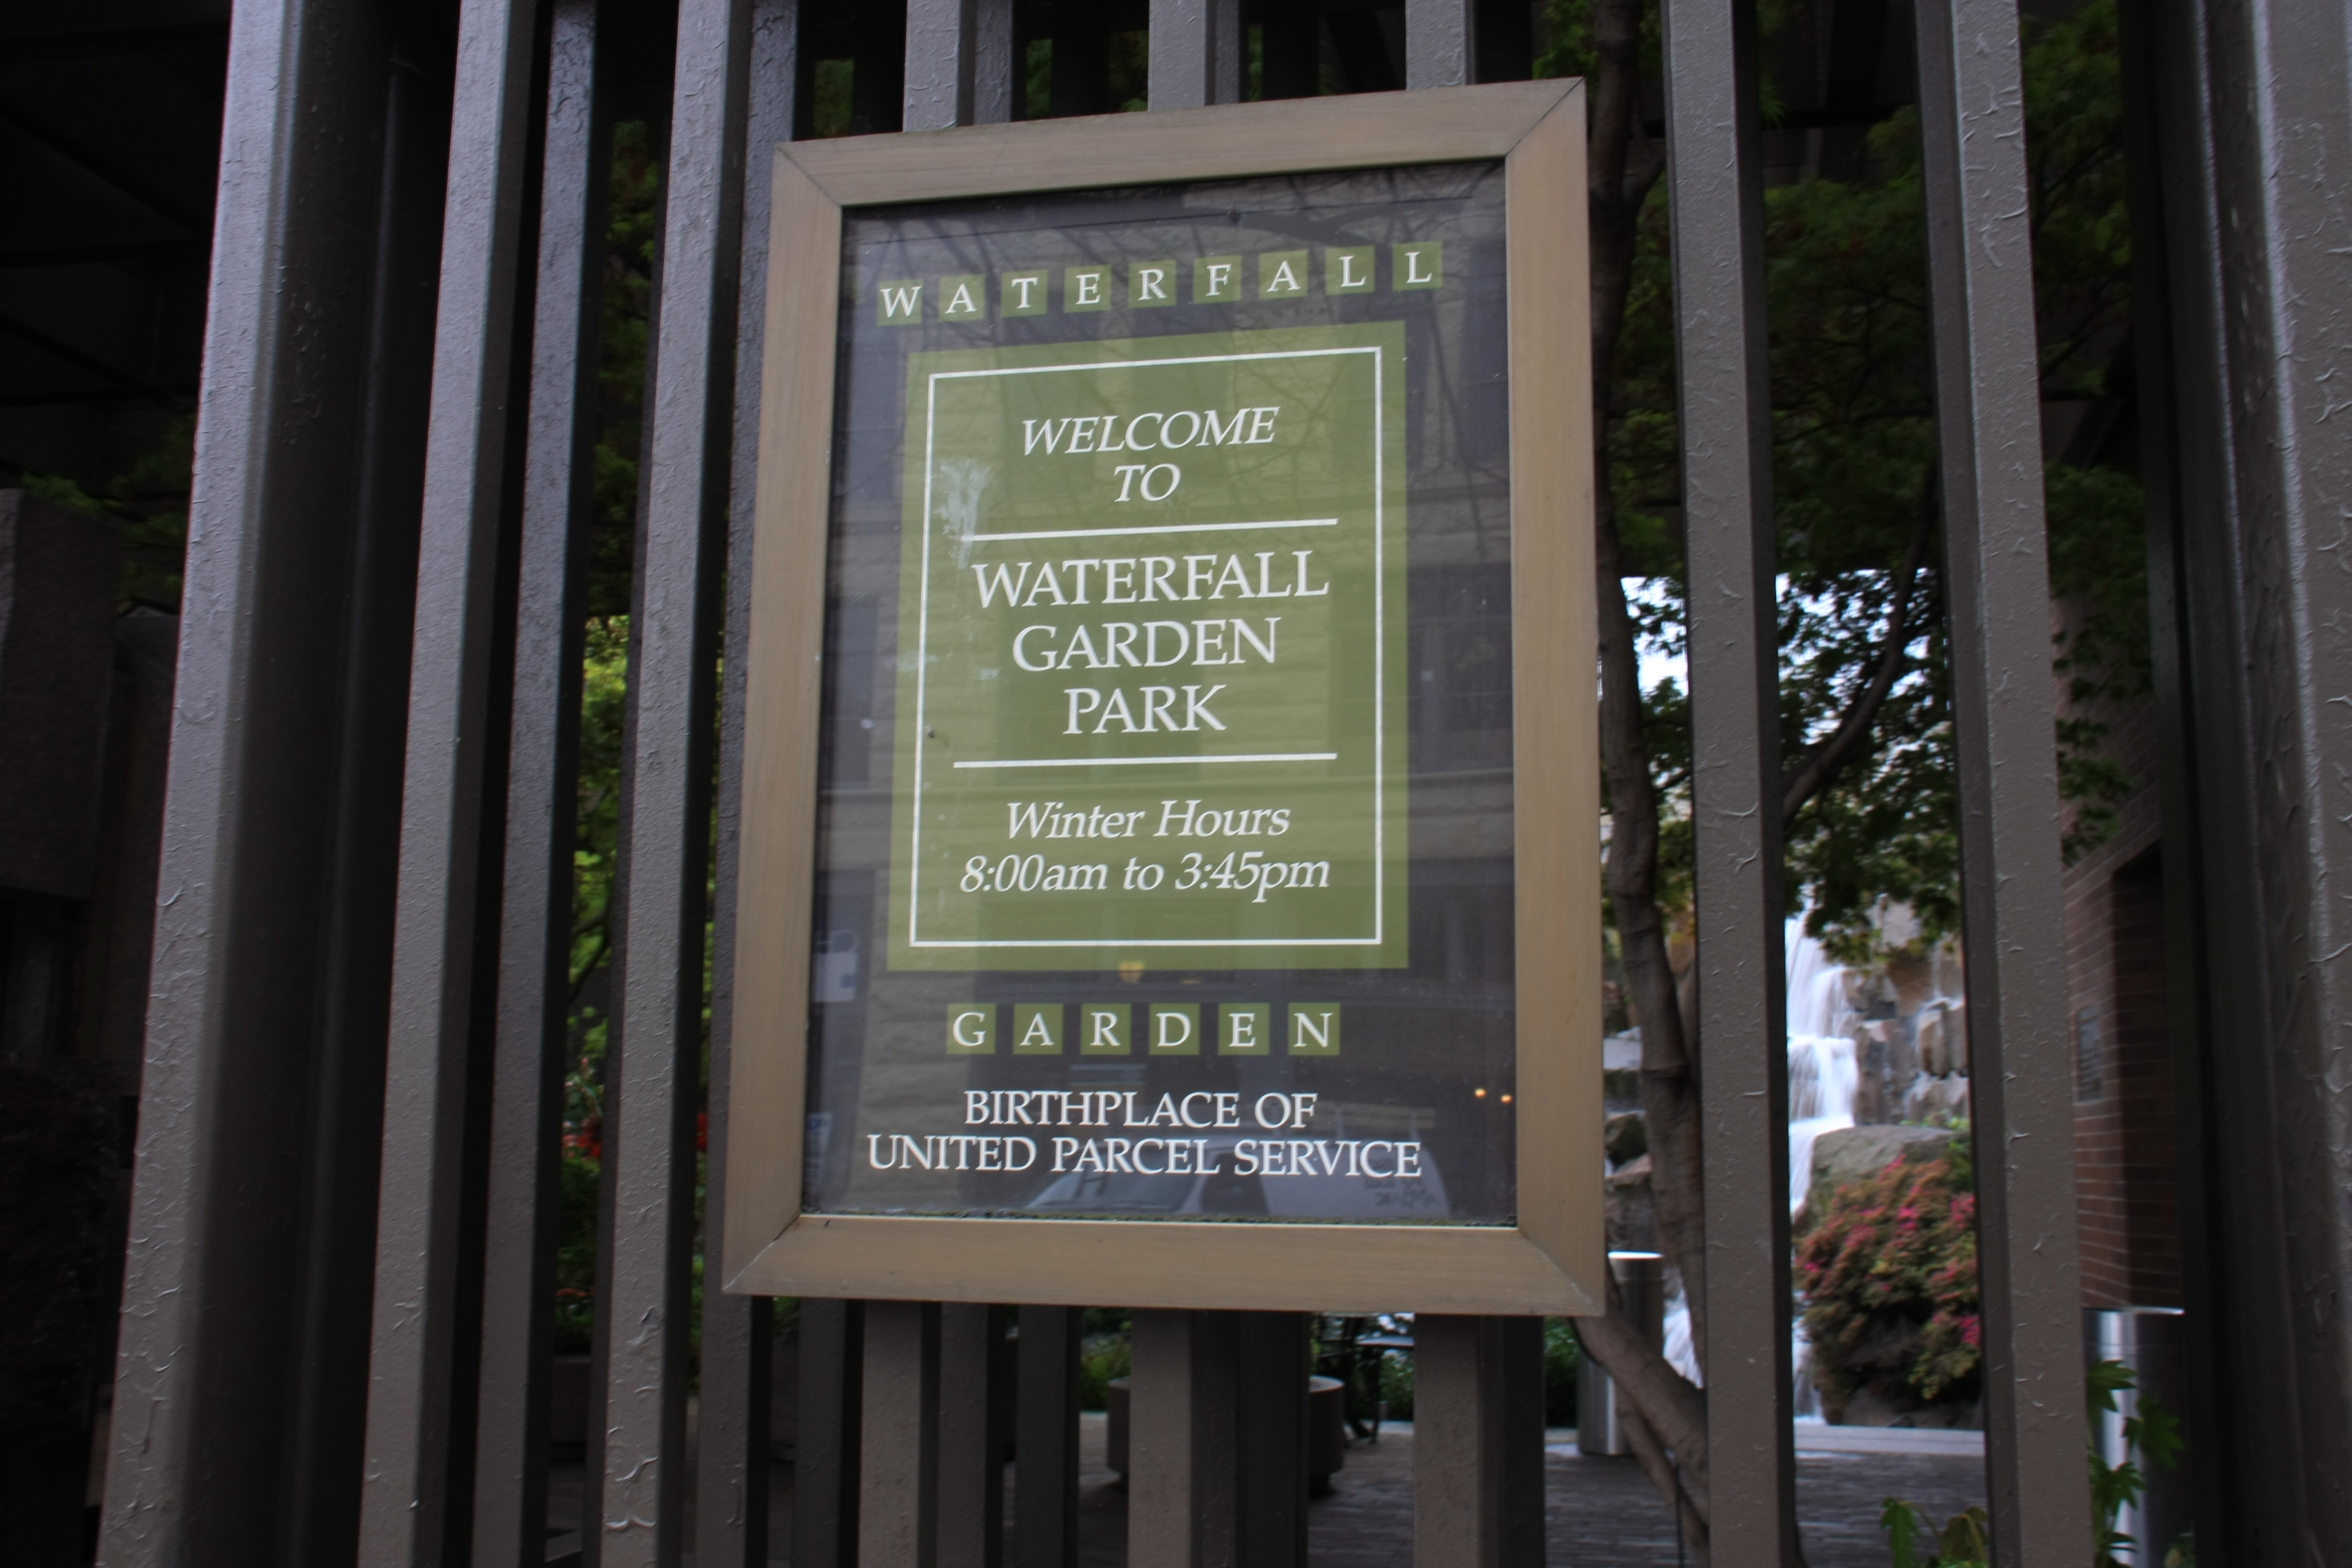 WATERFALL
WELCOME
TO
WATERFALL
GARDEN
PARK
Winter Hours
8:00am to 3:45pm
GARDEN
BIRTHPLACE OF
UNITED PARCEL SERVICE